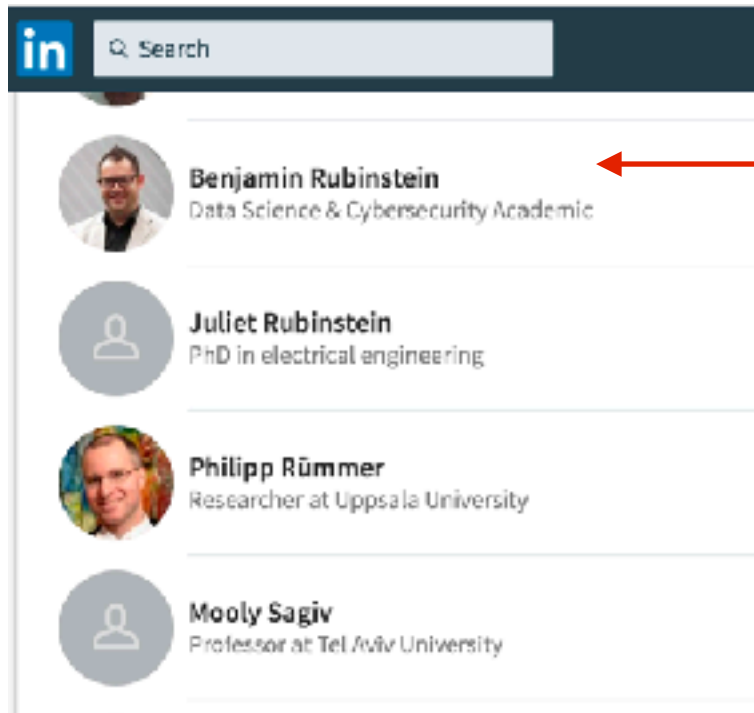 in
Search
Benjamin Rubinstein
Data Science & Cybersecurity Academic
Juliet Rubinstein
PhD in electrical engineering
Philipp Rümmer
Researcher at Uppsala University
Mooly Sagiv
Professor at Tel Aviv University